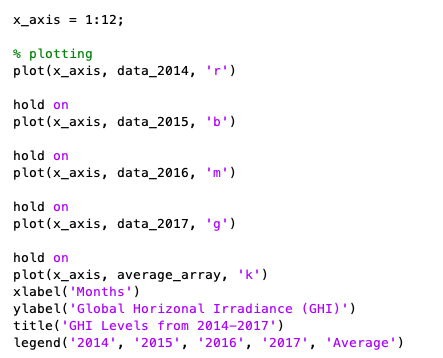 x_axis = 1:12;
% plotting
plot(x_axis, data_2014, 'r')
hold on
plot(x_axis, data_2015, 'b')
hold on
plot(x_axis, data_2016, 'm')
hold on
plot(x_axis, data_2017, 'g')
hold on
plot(x_axis, average_array, 'k')
xlabel('Months')
ylabel('Global Horizonal Irradiance (GHI)')
title('GHI Levels from 2014-2017')
legend('2014', '2015', '2016', '2017', 'Average')